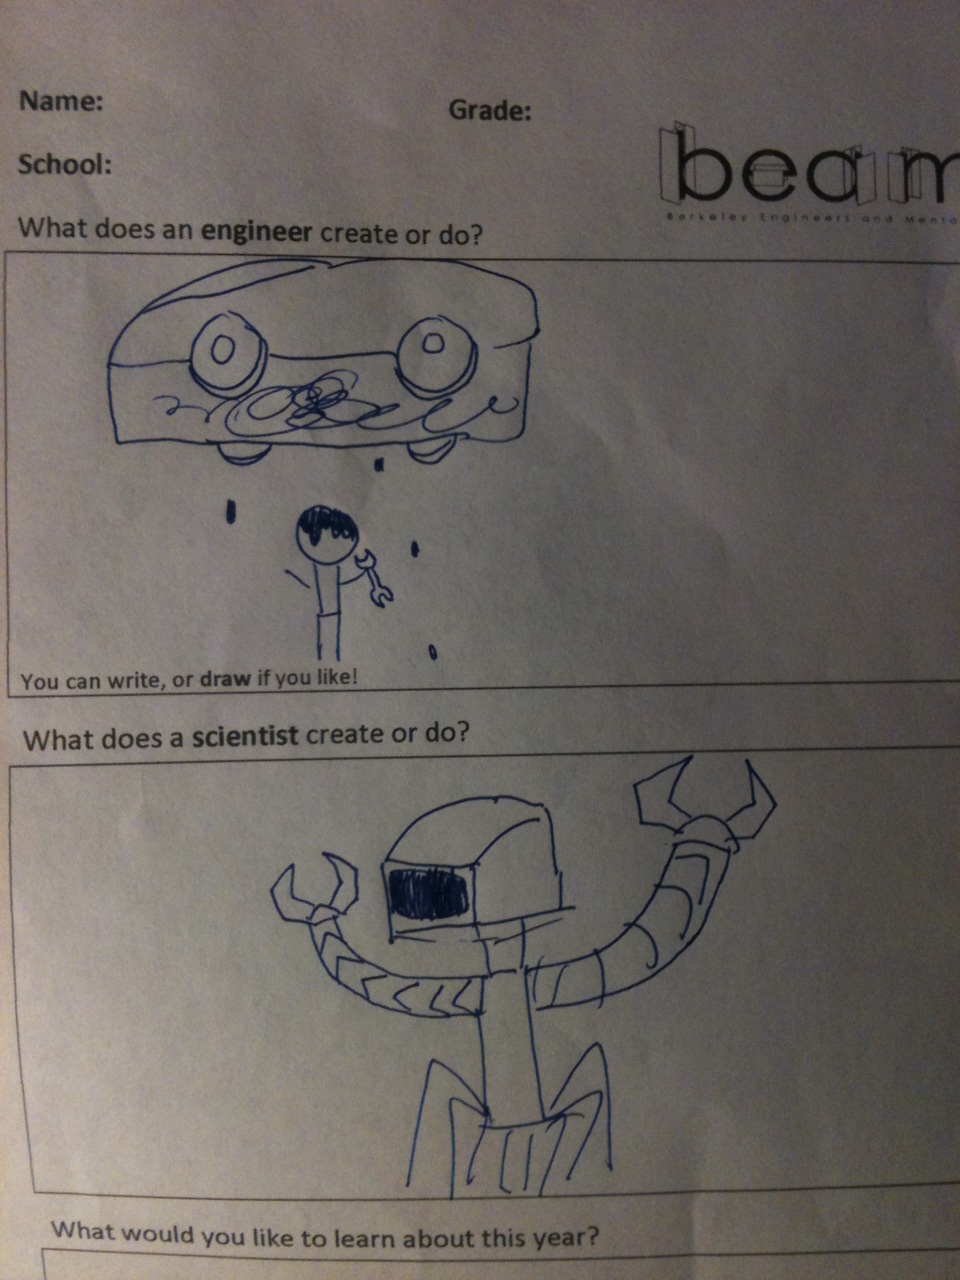 Name:
Grade:
School:
beam
Berkeley Engineers and Mento
What does an engineer create or do?
You can write, or draw if you like!
What does a scientist create or do?
What would you like to learn about this year?